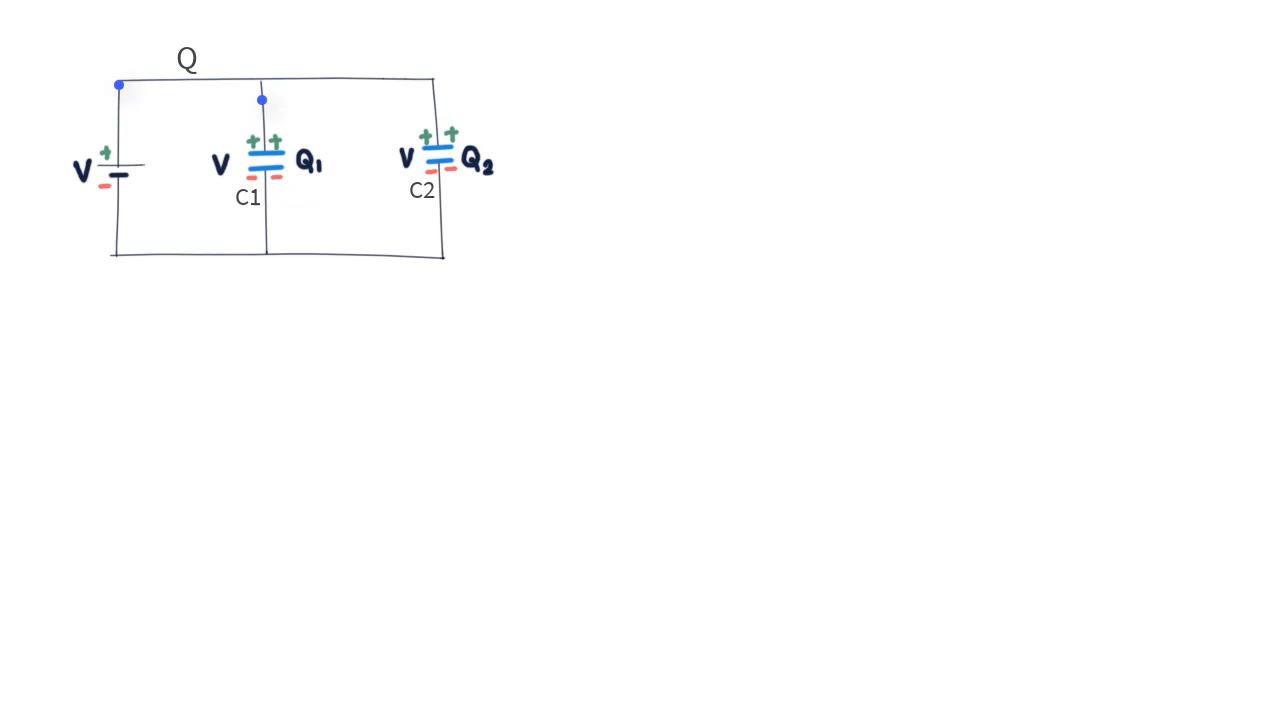 Q
V + − V + + − − Q₁ V + + − − Q₂
C1 C2